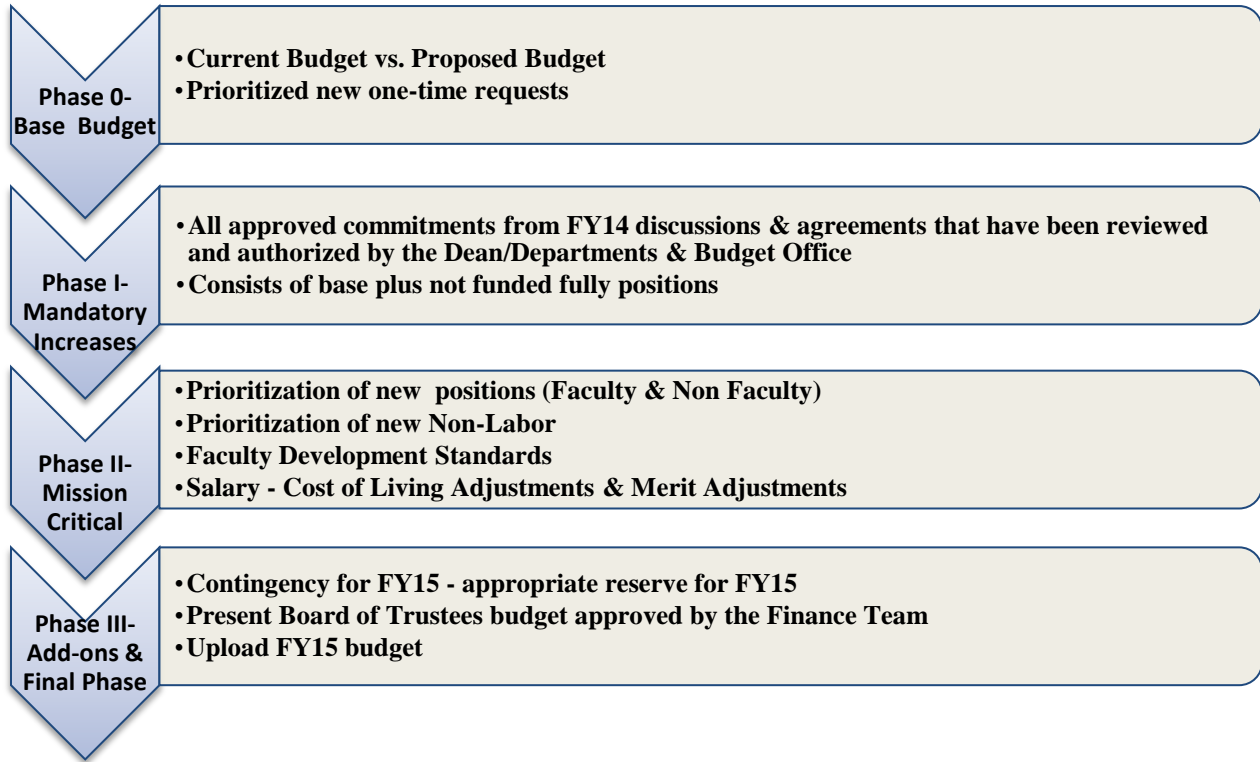 Phase 0-
Base Budget
•Current Budget vs. Proposed Budget
•Prioritized new one-time requests
Phase I-
Mandatory
Increases
•All approved commitments from FY14 discussions & agreements that have been reviewed
and authorized by the Dean/Departments & Budget Office
•Consists of base plus not funded fully positions
Phase II-
Mission
Critical
•Prioritization of new positions (Faculty & Non Faculty)
•Prioritization of new Non-Labor
•Faculty Development Standards
•Salary - Cost of Living Adjustments & Merit Adjustments
Phase III-
Add-ons &
Final Phase
•Contingency for FY15 - appropriate reserve for FY15
•Present Board of Trustees budget approved by the Finance Team
•Upload FY15 budget